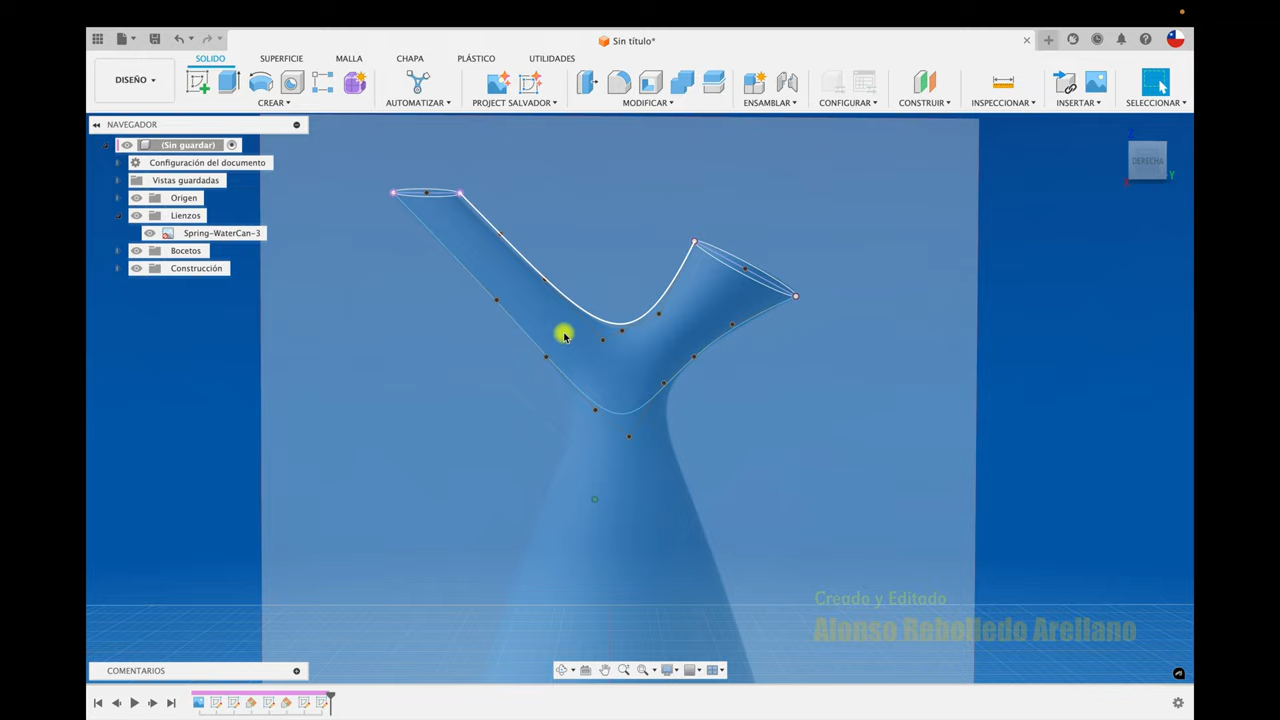 Sin título*
DISEÑO
SOLIDO
SUPERFICIE
MALLA
CHAPA
PLÁSTICO
UTILIDADES
CREAR
AUTOMATIZAR
PROJECT SALVADOR
MODIFICAR
ENSAMBLAR
CONFIGURAR
CONSTRUIR
INSPECCIONAR
INSERTAR
SELECCIONAR
NAVEGADOR
(Sin guardar)
Configuración del documento
Vistas guardadas
Origen
Lienzos
Spring-WaterCan-3
Bocetos
Construcción
Z
DERECHA
Y
Creado y Editado
Alonso Rebolledo Arellano
COMENTARIOS